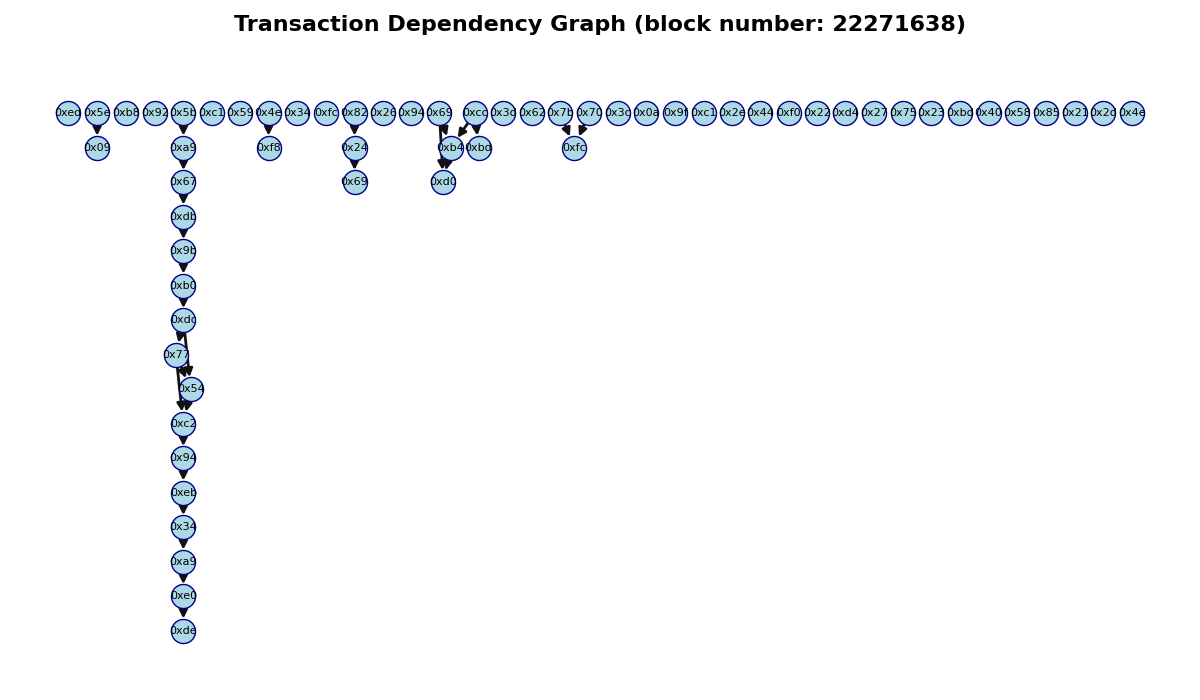 Transaction Dependency Graph (block number: 22271638)
0xed 0x5e 0xb8 0x92 0x5b 0xc1 0x59 0x4e 0x34 0xfc 0x82 0x26 0x94 0x69 0xcc 0x3d 0x62 0x7b 0x70 0x3c 0x0a 0x9f 0xc1 0x2e 0x44 0xf0 0x22 0xd4 0x27 0x75 0x23 0xbd 0x40 0x58 0x85 0x21 0x2c 0x4e
0x09 0xa9 0xf8 0x24 0xb4 0xbd 0xfc
0x67 0x69 0xd0
0xdb
0x9b
0xb0
0xdc
0x77
0x54
0xc2
0x94
0xeb
0x34
0xa9
0xe0
0xde